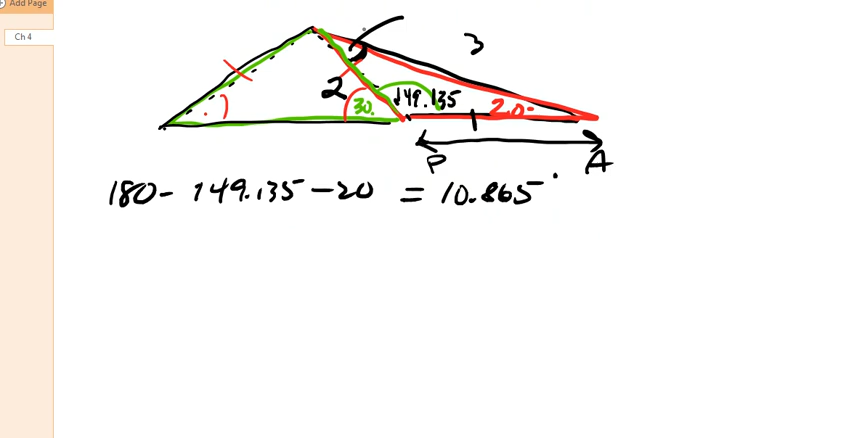 Add Page
Ch 4
3
2
30.
149.135
20.
P
A
180 - 149.135 - 20 = 10.865°